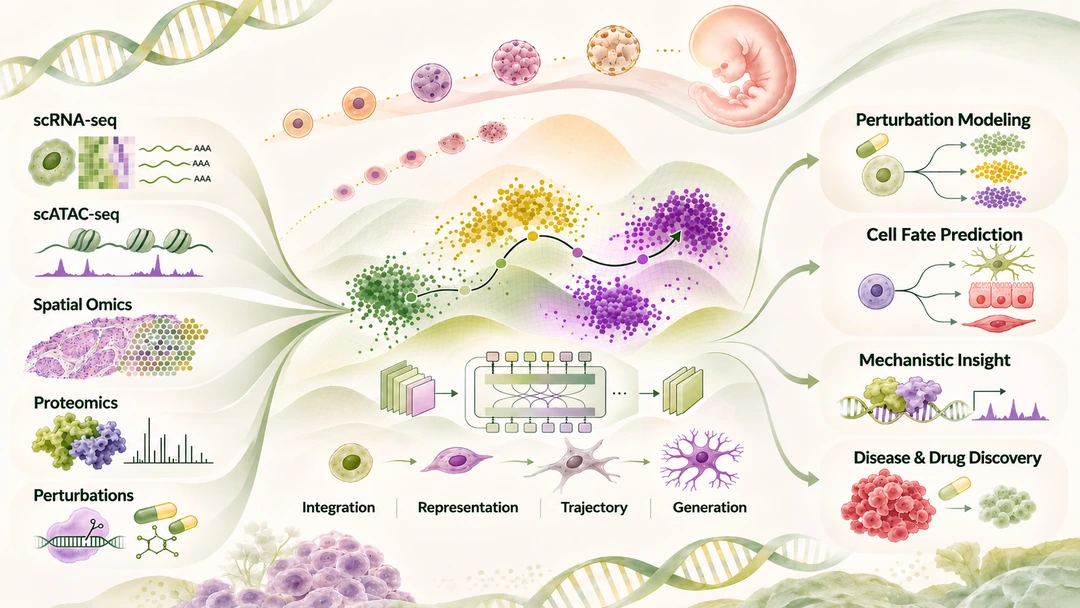 scRNA-seq
AAA
AAA
AAA
scATAC-seq
Spatial Omics
Proteomics
Perturbations
Integration
Representation
Trajectory
Generation
Perturbation Modeling
Cell Fate Prediction
Mechanistic Insight
Disease & Drug Discovery